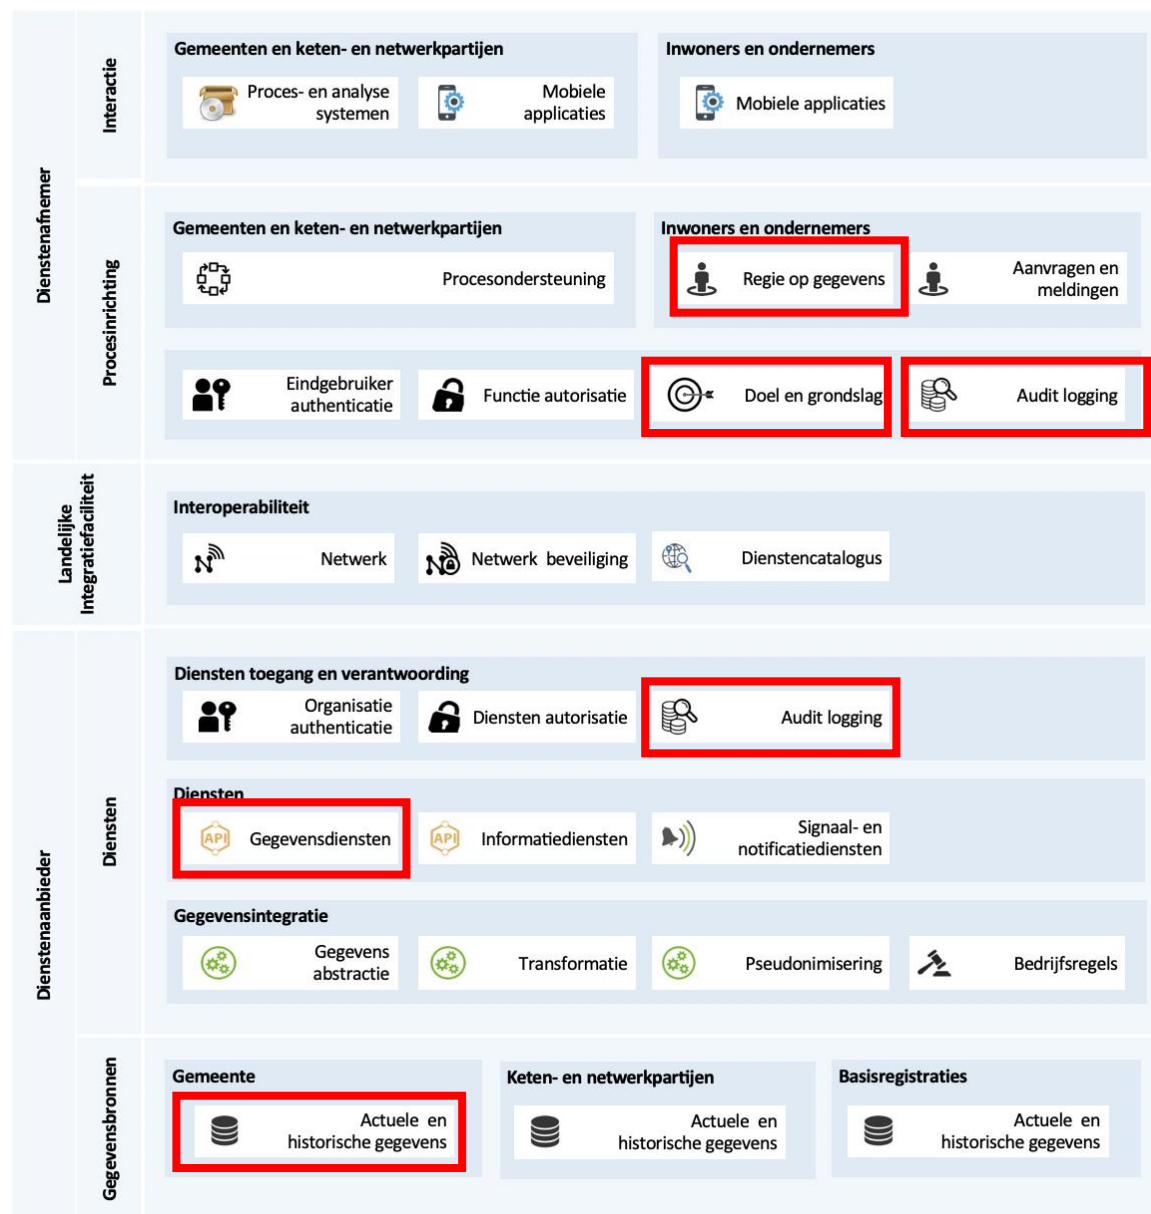 Dienstenafnemer
Interactie
Gemeenten en keten- en netwerkpartijen
Proces- en analyse
systemen
Mobiele
applicaties
Inwoners en ondernemers
Mobiele applicaties
Procesinrichting
Gemeenten en keten- en netwerkpartijen
Procesondersteuning
Inwoners en ondernemers
Regie op gegevens
Aanvragen en
meldingen
Eindgebruiker
authenticatie
Functie autorisatie
Doel en grondslag
Audit logging
Landelijke
Integratiefaciliteit
Interoperabiliteit
Netwerk
Netwerk beveiliging
Dienstencatalogus
Dienstenaanbieder
Diensten
Diensten toegang en verantwoording
Organisatie
authenticatie
Diensten autorisatie
Audit logging
Diensten
API
Gegevensdiensten
API
Informatiediensten
Signaal- en
notificatiediensten
Gegevensintegratie
Gegevens
abstractie
Transformatie
Pseudonimisering
Bedrijfsregels
Gegevensbronnen
Gemeente
Actuele en
historische gegevens
Keten- en netwerkpartijen
Actuele en
historische gegevens
Basisregistraties
Actuele en
historische gegevens